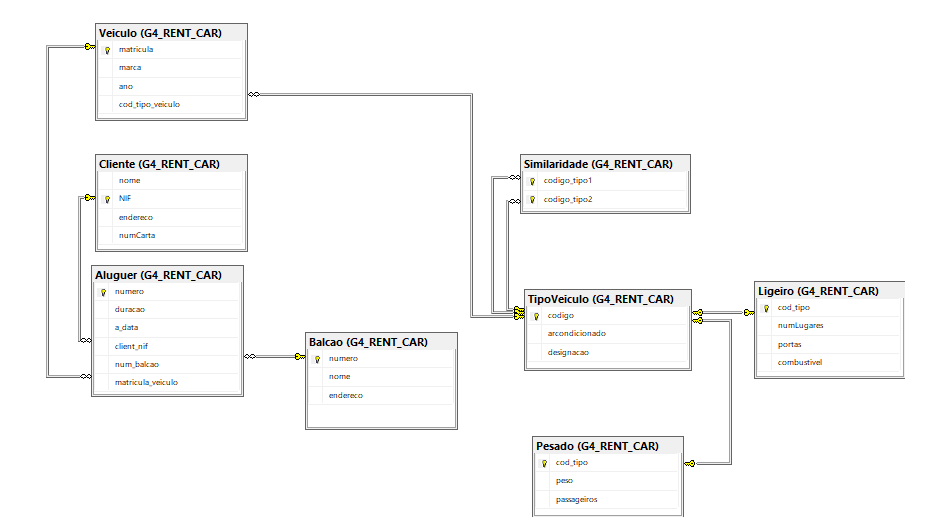 Veiculo (G4_RENT_CAR)
matricula
marca
ano
cod_tipo_veiculo
Cliente (G4_RENT_CAR)
nome
NIF
endereco
numCarta
Aluguer (G4_RENT_CAR)
numero
duracao
a_data
client_nif
num_balcao
matricula_veiculo
Balcao (G4_RENT_CAR)
numero
nome
endereco
Similaridade (G4_RENT_CAR)
codigo_tipo1
codigo_tipo2
TipoVeiculo (G4_RENT_CAR)
codigo
arcondicionado
designacao
Ligeiro (G4_RENT_CAR)
cod_tipo
numLugares
portas
combustivel
Pesado (G4_RENT_CAR)
cod_tipo
peso
passageiros